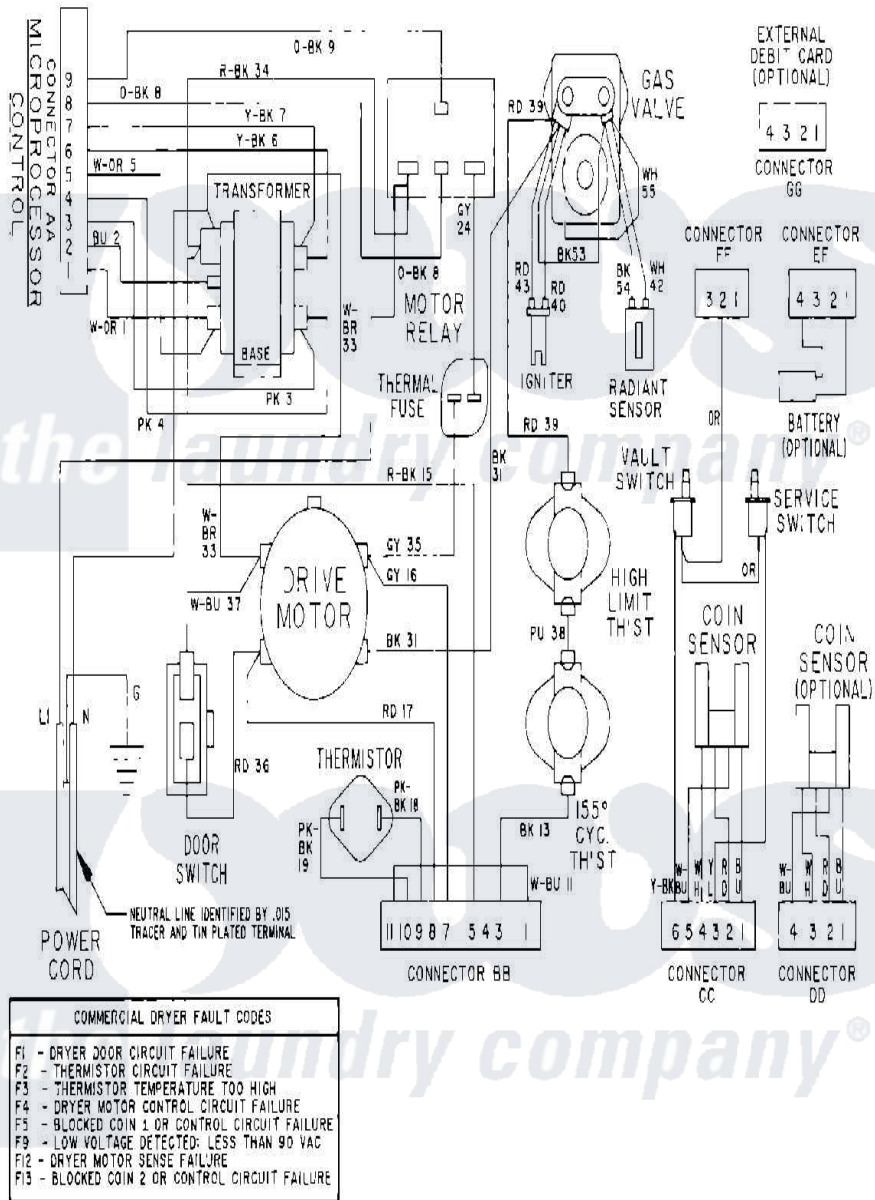 MICROPROCESSOR
CONTROL
CONNECTOR AA
9
8
7
6
5
4
3
2
1
O-BK 9
R-BK 34
O-BK 8
Y-BK 7
Y-BK 6
W-OR 5
BU 2
W-OR 1
TRANSFORMER
BASE
PK 3
PK 4
W-
BR
33
O-BK 8
MOTOR
RELAY
GY
24
THERMAL
FUSE
GAS
VALVE
RD 39
WH
55
BK53
RD
43
RD
40
BK
54
WH
42
IGNITER
RADIANT
SENSOR
EXTERNAL
DEBIT CARD
(OPTIONAL)
4 3 2 1
CONNECTOR
GG
CONNECTOR
FF
3 2 1
CONNECTOR
EF
4 3 2 1
BATTERY
(OPTIONAL)
OR
VAULT
SWITCH
SERVICE
SWITCH
OR
the laundry company®
RD 39
R-BK 15
BK
31
W-
BR
33
GY 35
GY 16
W-BU 37
DRIVE
MOTOR
BK 31
HIGH
LIMIT
TH'ST
PU 38
COIN
SENSOR
COIN
SENSOR
(OPTIONAL)
L1
N
G
RD 17
RD 36
THERMISTOR
PK-
BK 18
PK-
BK
19
BK 13
155°
CYC.
TH'ST
DOOR
SWITCH
W-BU 11
NEUTRAL LINE IDENTIFIED BY .015
TRACER AND TIN PLATED TERMINAL
POWER
CORD
11 10 9 8 7 5 4 3 1
CONNECTOR BB
Y-BK
W-
BU
WH
YL
RD
BU
6 5 4 3 2 1
CONNECTOR
CC
W-
BU
WH
RD
BU
4 3 2 1
CONNECTOR
DD
the laundry company®
COMMERCIAL DRYER FAULT CODES
F1 - DRYER DOOR CIRCUIT FAILURE
F2 - THERMISTOR CIRCUIT FAILURE
F3 - THERMISTOR TEMPERATURE TOO HIGH
F4 - DRYER MOTOR CONTROL CIRCUIT FAILURE
F5 - BLOCKED COIN 1 OR CONTROL CIRCUIT FAILURE
F9 - LOW VOLTAGE DETECTED: LESS THAN 90 VAC
F12 - DRYER MOTOR SENSE FAILURE
F13 - BLOCKED COIN 2 OR CONTROL CIRCUIT FAILURE